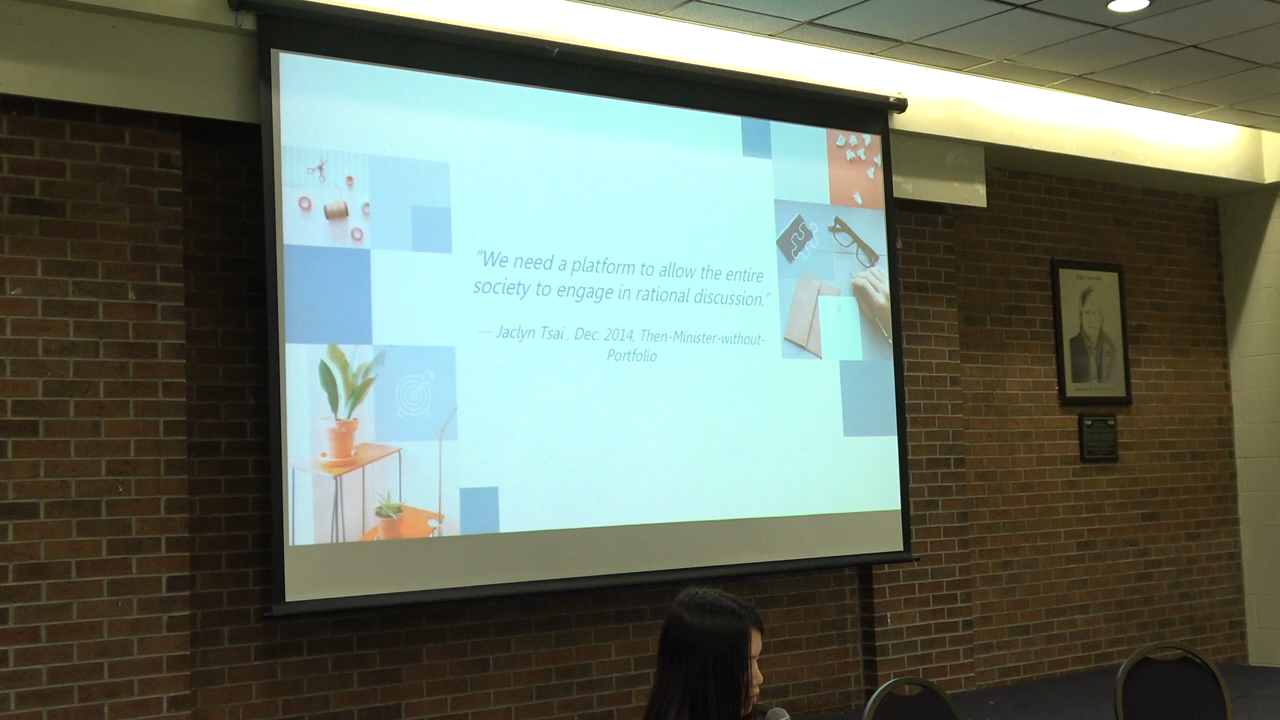 “We need a platform to allow the entire
society to engage in rational discussion.”
— Jaclyn Tsai , Dec. 2014, Then-Minister-without-
Portfolio